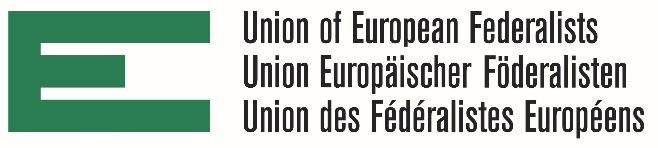 Union of European Federalists
Union Europäischer Föderalisten
Union des Fédéralistes Européens